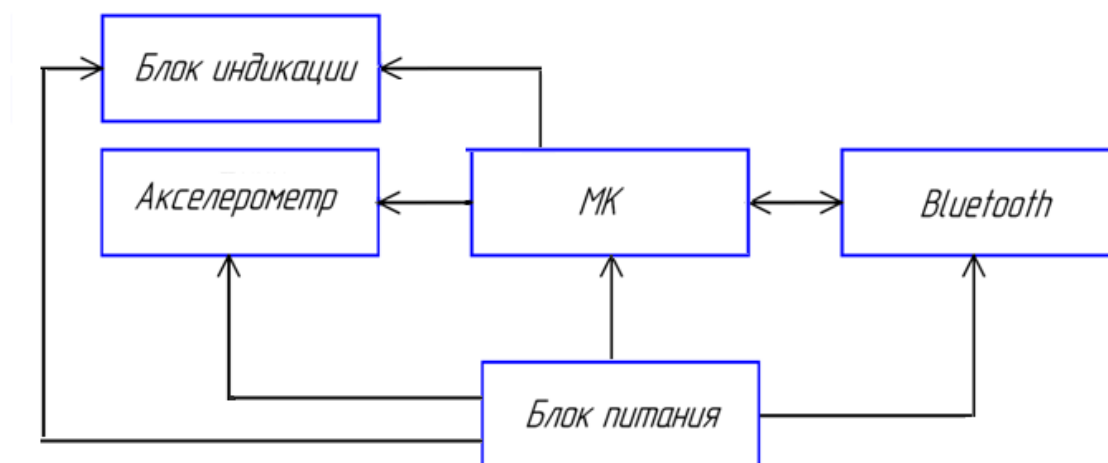 Блок индикации
Акселерометр
МК
Bluetooth
Блок питания